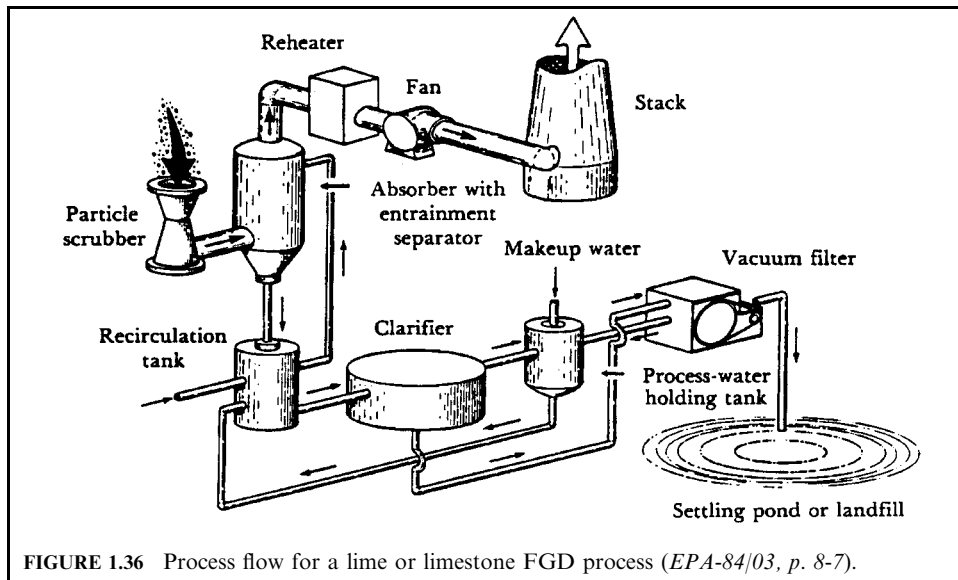 Reheater
Fan
Stack
Particle
scrubber
Absorber with
entrainment
separator
Makeup water
Vacuum filter
Recirculation
tank
Clarifier
Process-water
holding tank
Settling pond or landfill
FIGURE 1.36 Process flow for a lime or limestone FGD process (EPA-84/03, p. 8-7).